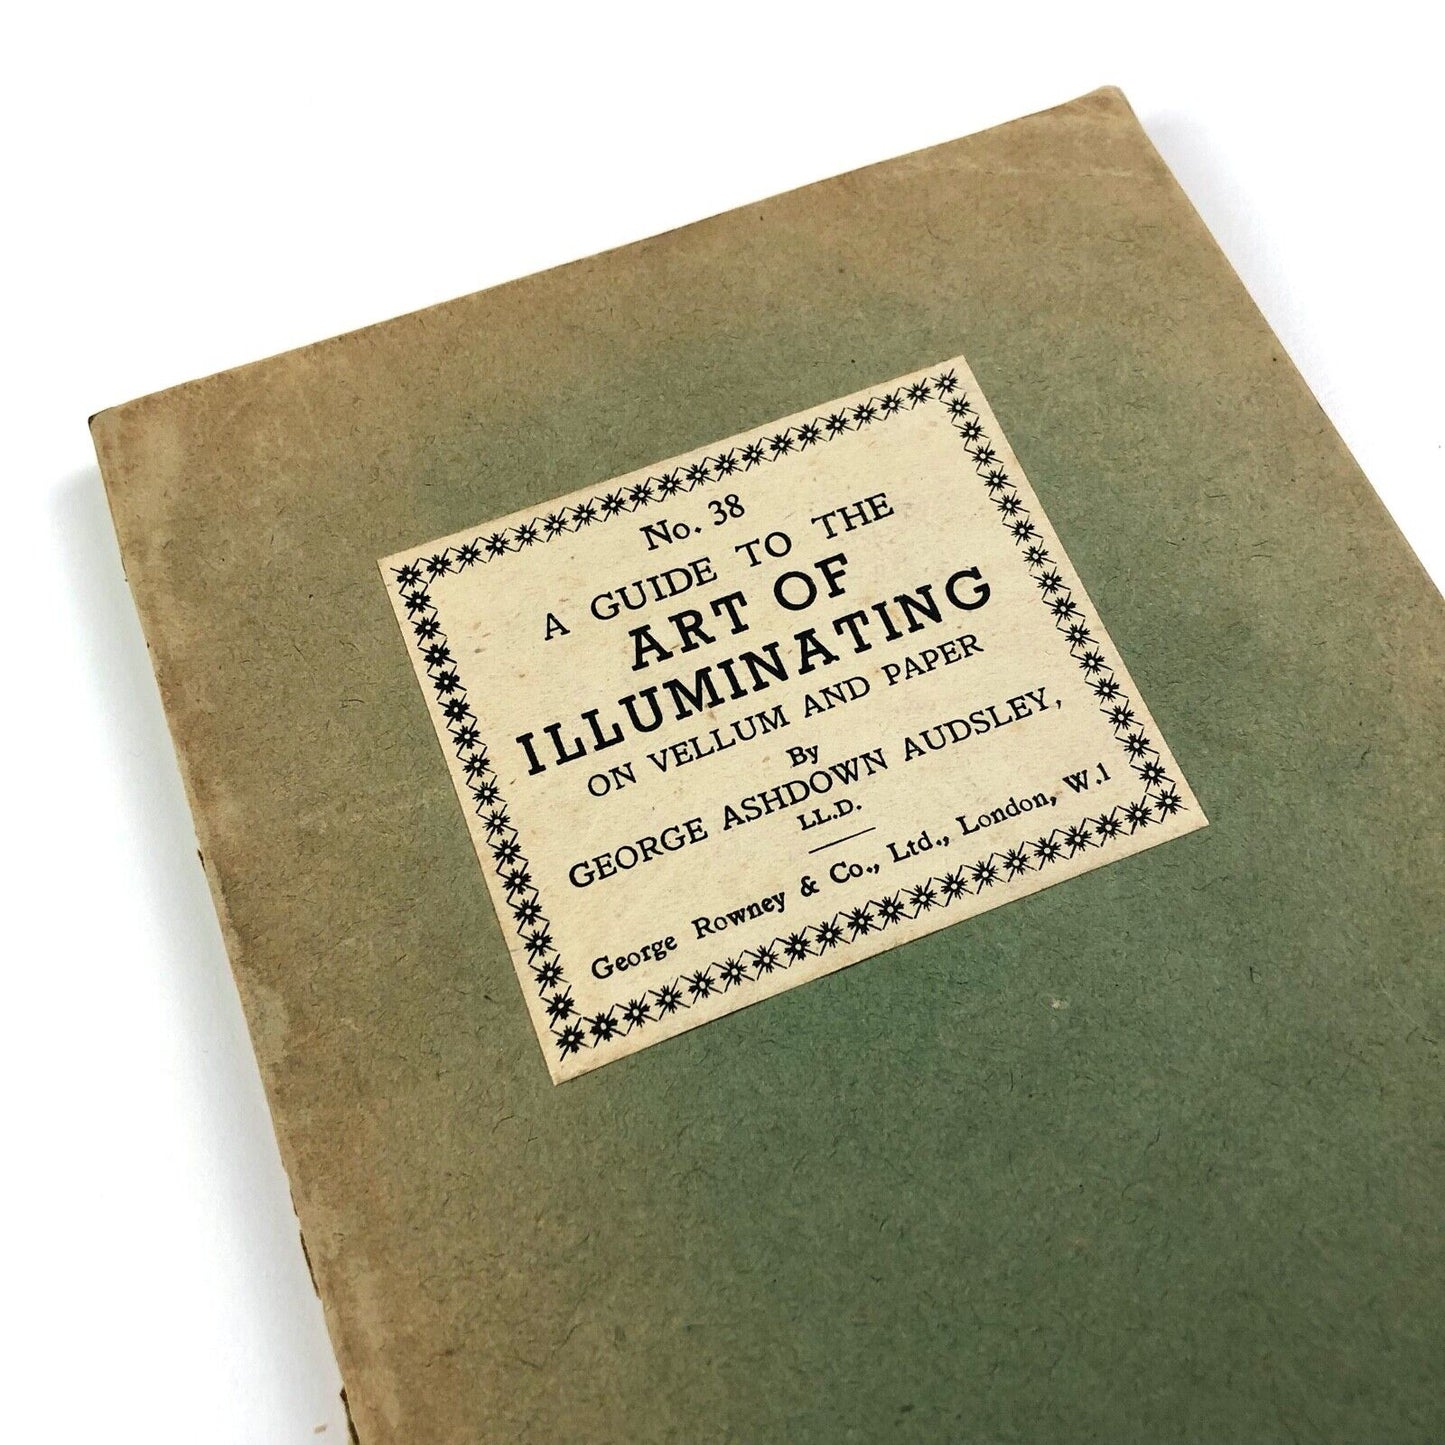 No. 38
A GUIDE TO THE
ART OF
ILLUMINATING
ON VELLUM AND PAPER
By
GEORGE ASHDOWN AUDSLEY,
LL.D.
George Rowney & Co., Ltd., London, W.1